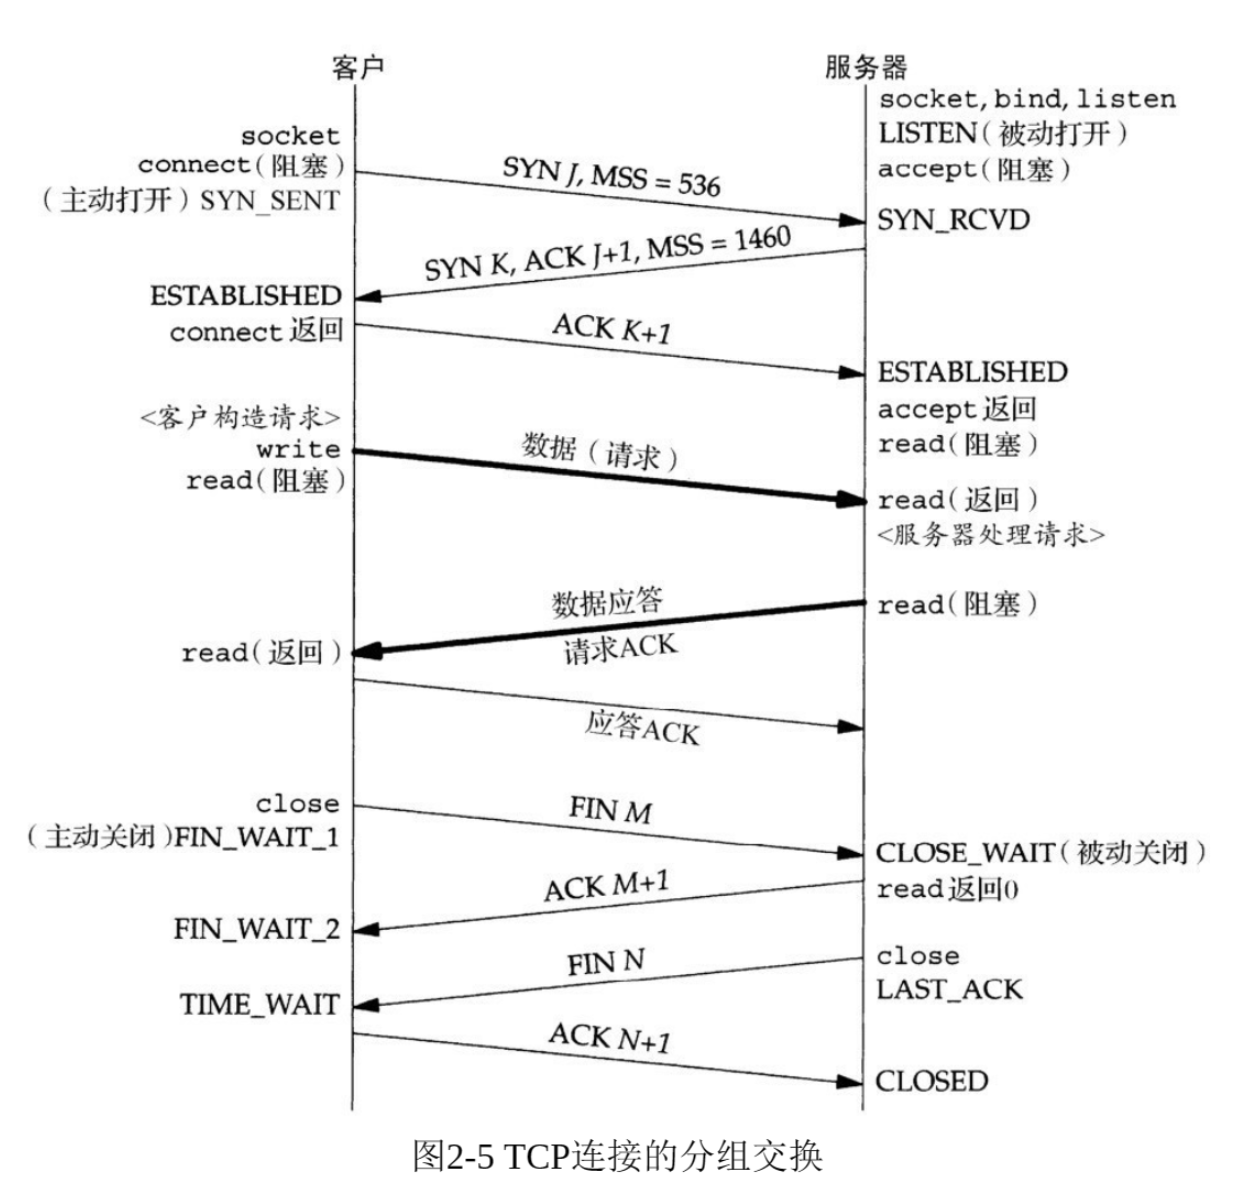 客户
服务器
socket, bind, listen
LISTEN(被动打开)
accept(阻塞)
socket
connect(阻塞)
(主动打开)SYN_SENT
SYN J, MSS = 536
SYN_RCVD
SYN K, ACK J+1, MSS = 1460
ESTABLISHED
connect返回
ACK K+1
ESTABLISHED
accept返回
read(阻塞)
<客户构造请求>
write
read(阻塞)
数据(请求)
read(返回)
<服务器处理请求>
数据应答
请求ACK
read(阻塞)
read(返回)
应答ACK
close
(主动关闭)FIN_WAIT_1
FIN M
CLOSE_WAIT(被动关闭)
read返回0
ACK M+1
FIN_WAIT_2
FIN N
close
LAST_ACK
TIME_WAIT
ACK N+1
CLOSED
图2-5 TCP连接的分组交换